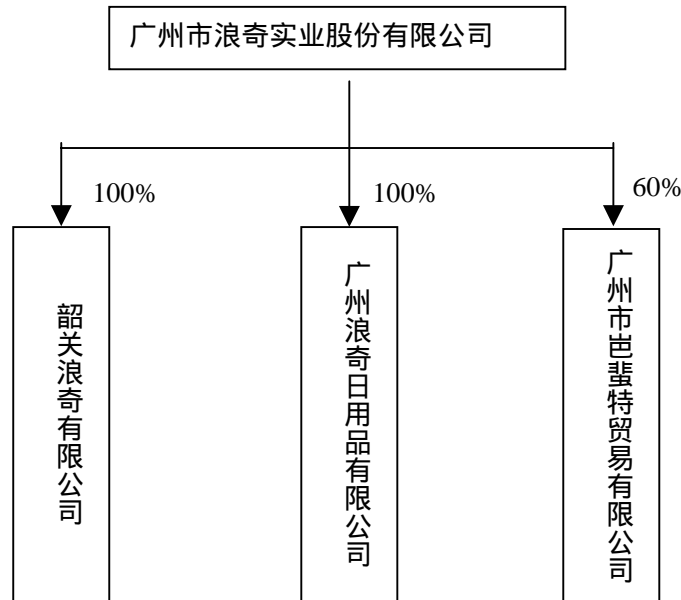 广州市浪奇实业股份有限公司
100%
100%
60%
韶关浪奇有限公司
广州浪奇日用品有限公司
广州市岜蜚特贸易有限公司